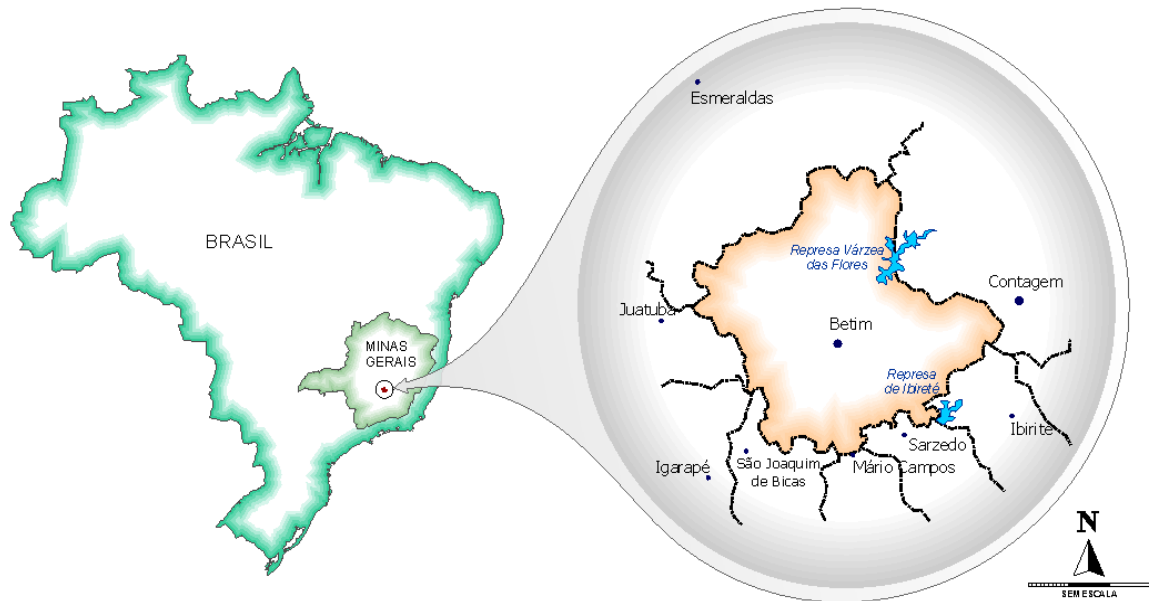 BRASIL
MINAS
GERAIS
Esmeraldas
Represa Várzea
das Flores
Contagem
Juatuba
Betim
Represa
de Ibireté
Ibirité
Sarzedo
São Joaquim
de Bicas
Mário Campos
Igarapé
N
SEM ESCALA